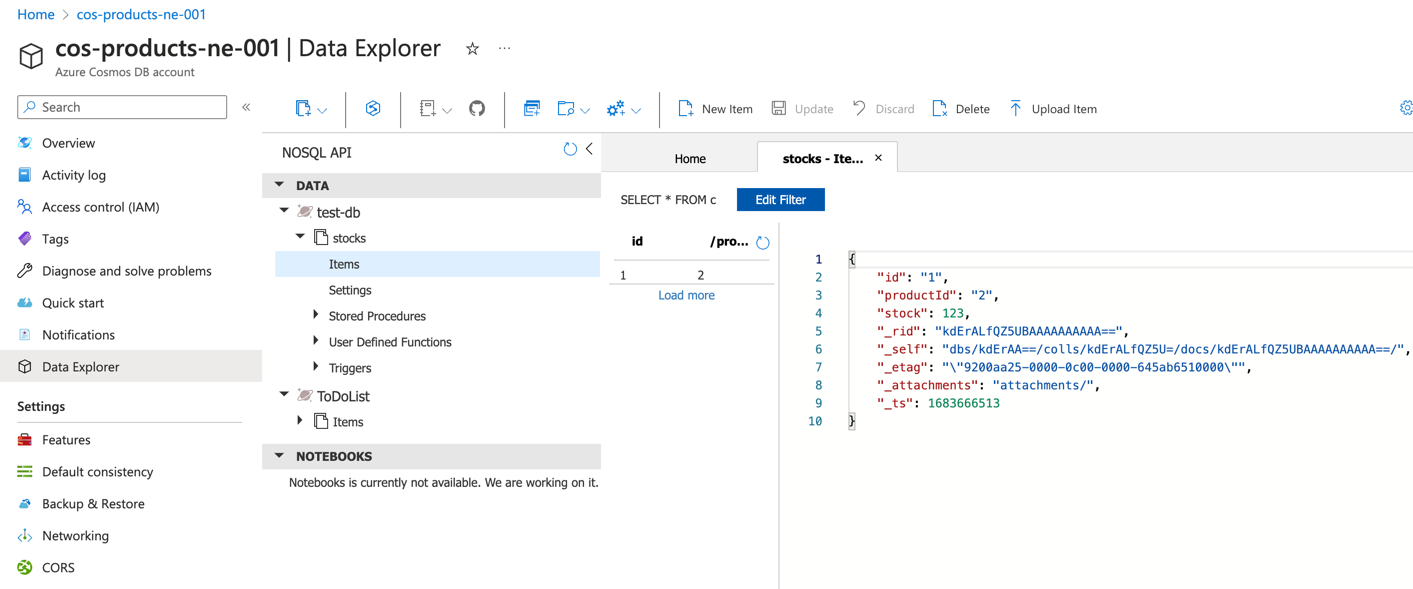 Home > cos-products-ne-001
cos-products-ne-001 | Data Explorer ☆ ...
Azure Cosmos DB account
Search
«
Overview
Activity log
Access control (IAM)
Tags
Diagnose and solve problems
Quick start
Notifications
Data Explorer
Settings
Features
Default consistency
Backup & Restore
Networking
CORS
New Item Update Discard Delete Upload Item
NOSQL API
DATA
test-db
stocks
Items
Settings
Stored Procedures
User Defined Functions
Triggers
ToDoList
Items
NOTEBOOKS
Notebooks is currently not available. We are working on it.
Home stocks - Ite... ×
SELECT * FROM c Edit Filter
id /pro...
1 2
Load more
1 {
2 "id": "1",
3 "productId": "2",
4 "stock": 123,
5 "_rid": "kdErALfQZ5UBAAAAAAAAAA==",
6 "_self": "dbs/kdErAA==/colls/kdErALfQZ5U=/docs/kdErALfQZ5UBAAAAAAAAAA==/",
7 "_etag": "\"9200aa25-0000-0c00-0000-645ab6510000\"",
8 "_attachments": "attachments/",
9 "_ts": 1683666513
10 }